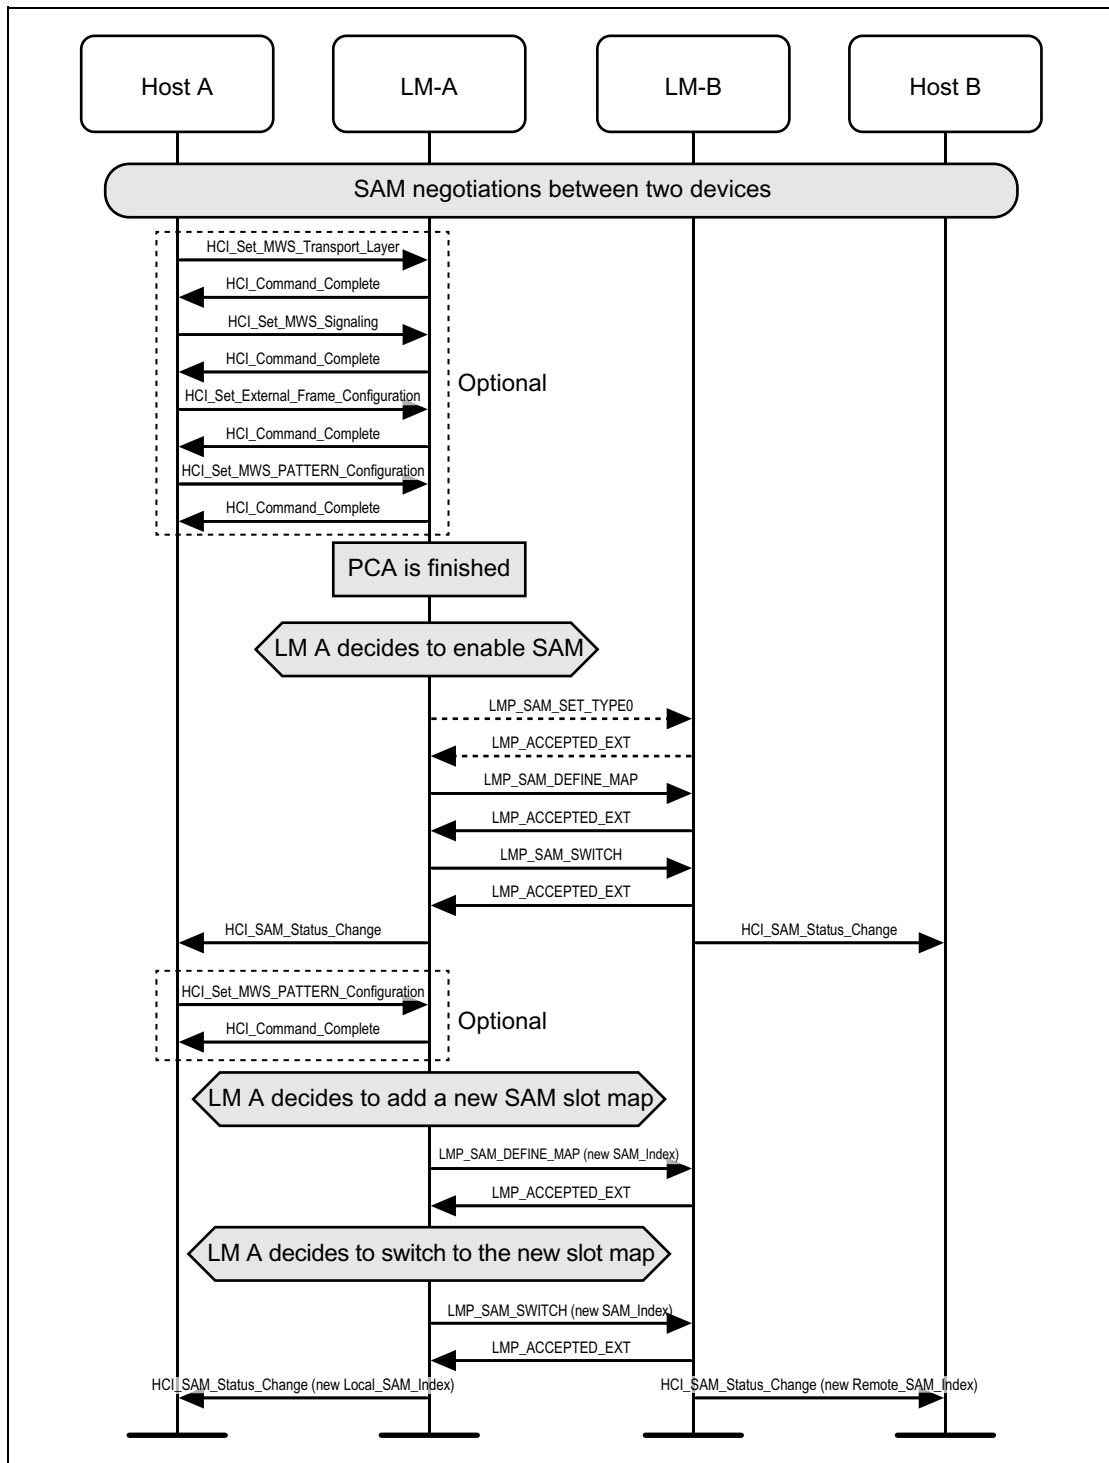 Host A
LM-A
LM-B
Host B
SAM negotiations between two devices
HCI_Set_MWS_Transport_Layer
HCI_Command_Complete
HCI_Set_MWS_Signaling
HCI_Command_Complete
Optional
HCI_Set_External_Frame_Configuration
HCI_Command_Complete
HCI_Set_MWS_PATTERN_Configuration
HCI_Command_Complete
PCA is finished
LM A decides to enable SAM
LMP_SAM_SET_TYPE0
LMP_ACCEPTED_EXT
LMP_SAM_DEFINE_MAP
LMP_ACCEPTED_EXT
LMP_SAM_SWITCH
LMP_ACCEPTED_EXT
HCI_SAM_Status_Change
HCI_SAM_Status_Change
HCI_Set_MWS_PATTERN_Configuration
Optional
HCI_Command_Complete
LM A decides to add a new SAM slot map
LMP_SAM_DEFINE_MAP (new SAM_Index)
LMP_ACCEPTED_EXT
LM A decides to switch to the new slot map
LMP_SAM_SWITCH (new SAM_Index)
LMP_ACCEPTED_EXT
HCI_SAM_Status_Change (new Local_SAM_Index)
HCI_SAM_Status_Change (new Remote_SAM_Index)